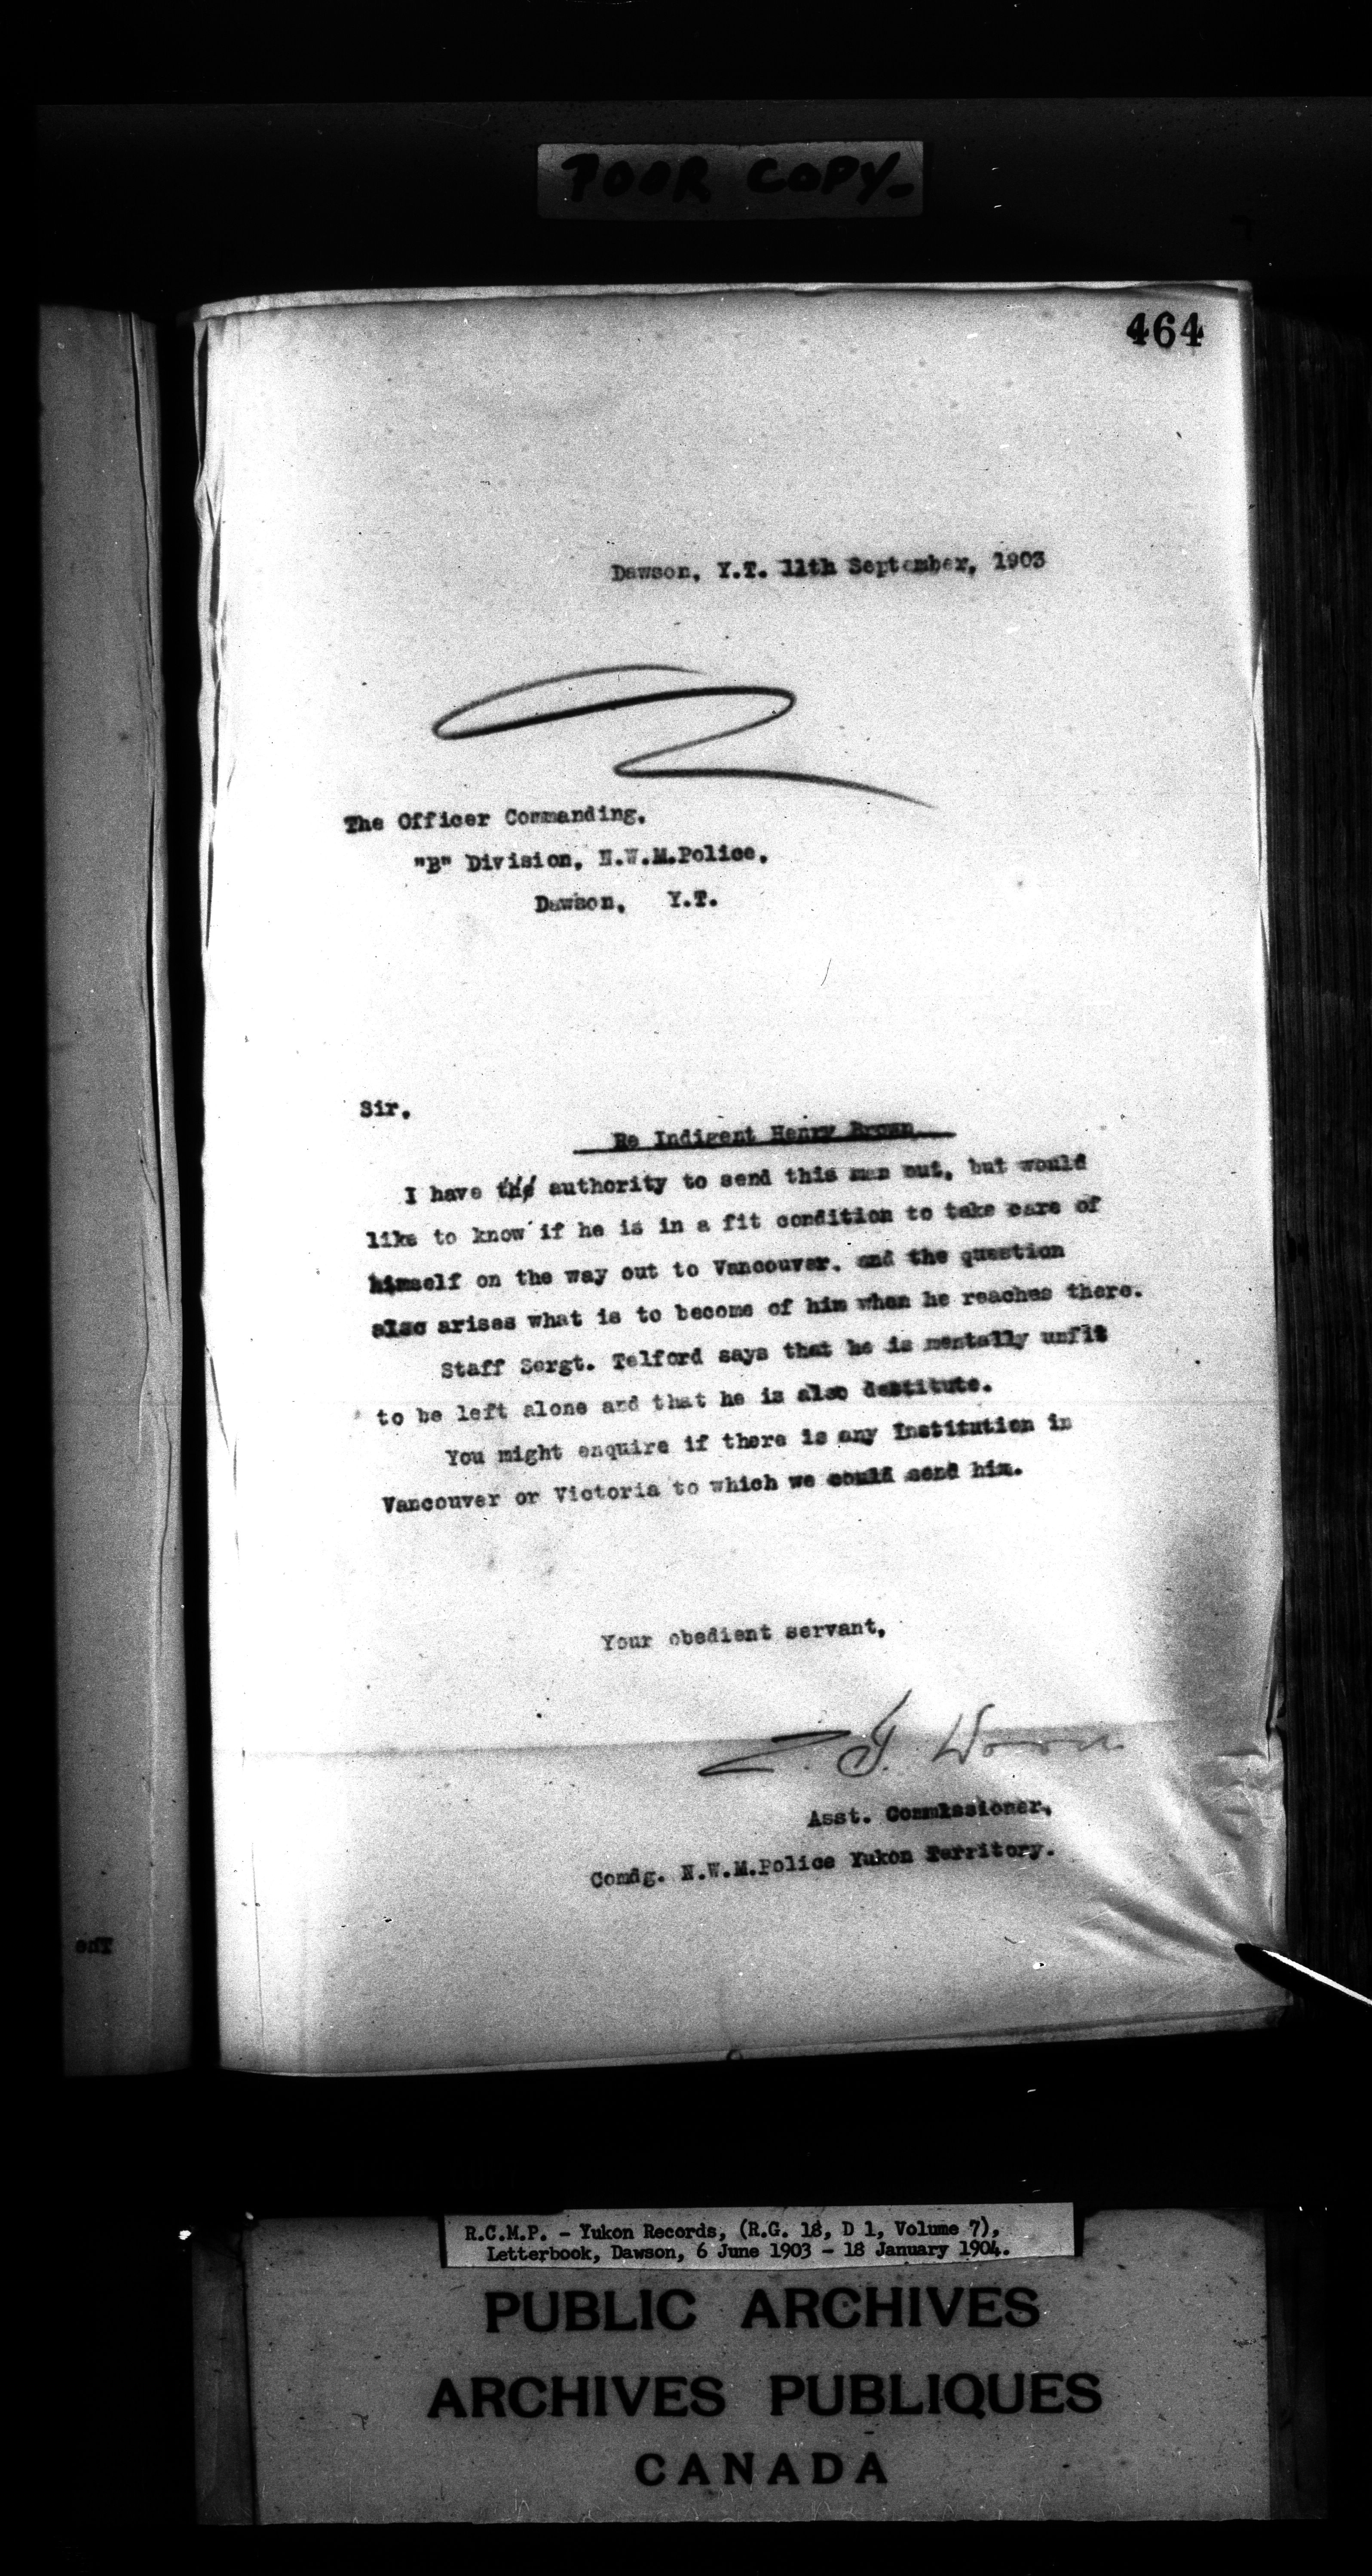 POOR COPY-
464
Dawson, Y.T. 11th September, 1903
The Officer Commanding,
"B" Division, N.W.M.Police,
Dawson, Y.T.
Sir,
Re Indigent Henry Brown
I have the authority to send this man out, but would
like to know if he is in a fit condition to take care of
himself on the way out to Vancouver, and the question
also arises what is to become of him when he reaches there.
Staff Sergt. Telford says that he is mentally unfit
to be left alone and that he is also destitute.
You might enquire if there is any Institution in
Vancouver or Victoria to which we could send him.
Your obedient servant,
Z. T. Wood
Asst. Commissioner,
Comdg. N.W.M.Police Yukon Territory.
R.C.M.P. - Yukon Records, (R.G. 18, D 1, Volume 7),
Letterbook, Dawson, 6 June 1903 - 18 January 1904.
PUBLIC ARCHIVES
ARCHIVES PUBLIQUES
CANADA